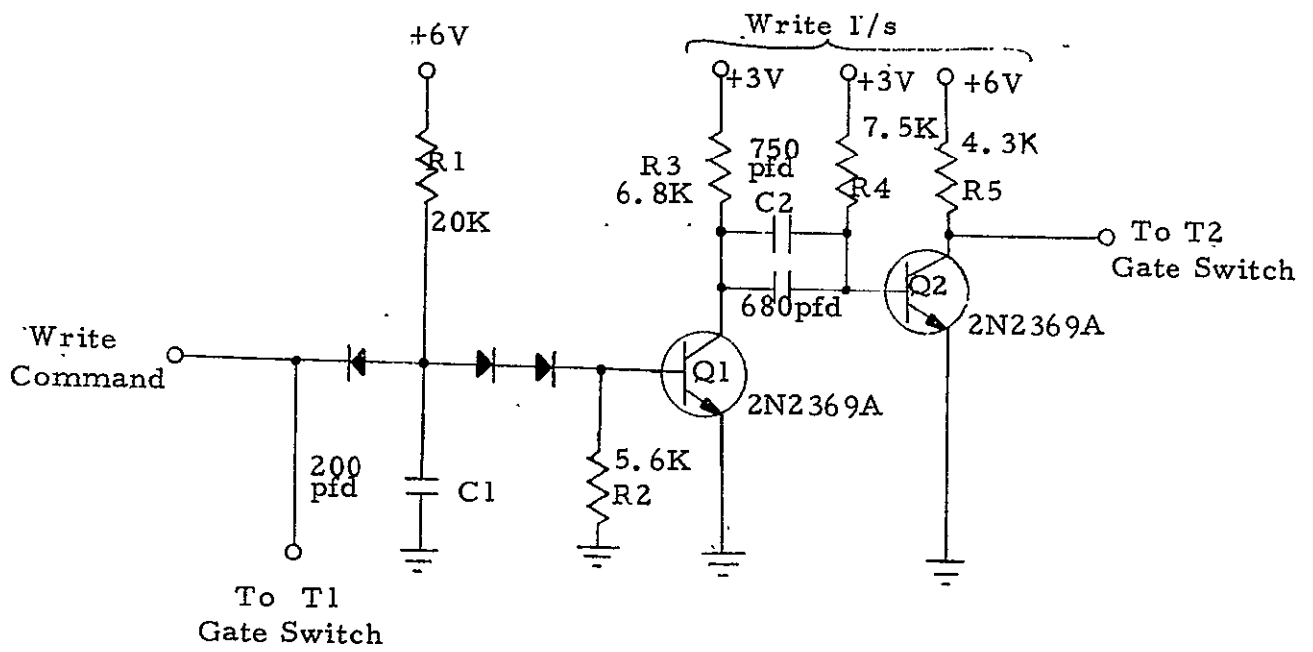 Write 1/s
+6V
+3V
+3V
+6V
R1
20K
R3
6.8K
750
pfd
C2
7.5K
R4
4.3K
R5
680pfd
To T2
Gate Switch
Q2
2N2369A
Write
Command
Q1
2N2369A
200
pfd
C1
5.6K
R2
To T1
Gate Switch